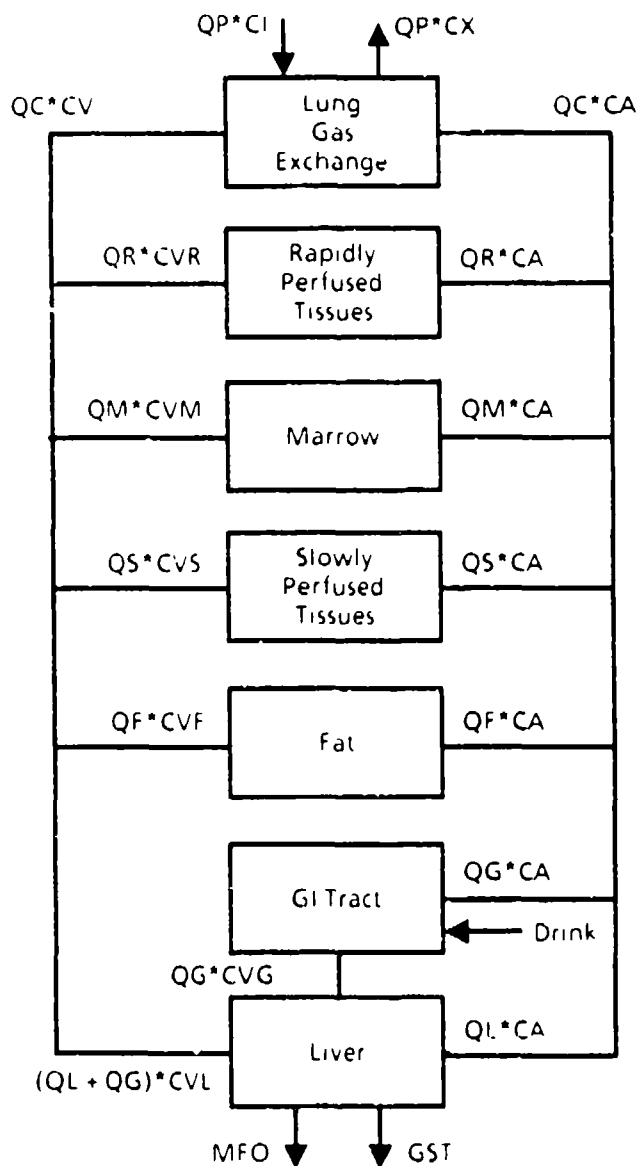 QP*CI
QP*CX
QC*CV
Lung
Gas
Exchange
QC*CA
QR*CVR
Rapidly
Perfused
Tissues
QR*CA
QM*CVM
Marrow
QM*CA
QS*CVS
Slowly
Perfused
Tissues
QS*CA
QF*CVF
Fat
QF*CA
GI Tract
QG*CA
Drink
QG*CVG
Liver
QL*CA
(QL + QG)*CVL
MFO
GST